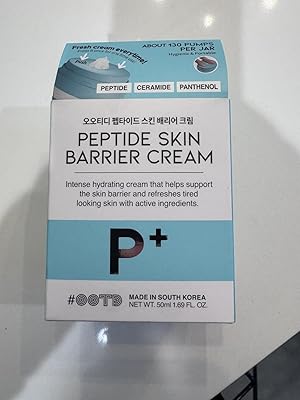 Fresh cream everytime!
ABOUT 130 PUMPS
PER JAR
Hygienic & Portable
PEPTIDE
CERAMIDE
PANTHENOL
오오티디 펩타이드 스킨 배리어 크림
PEPTIDE SKIN
BARRIER CREAM
Intense hydrating cream that helps support
the skin barrier and refreshes tired
looking skin with active ingredients.
P+
#OOTD
MADE IN SOUTH KOREA
NET WT. 50ml 1.69 FL. OZ.